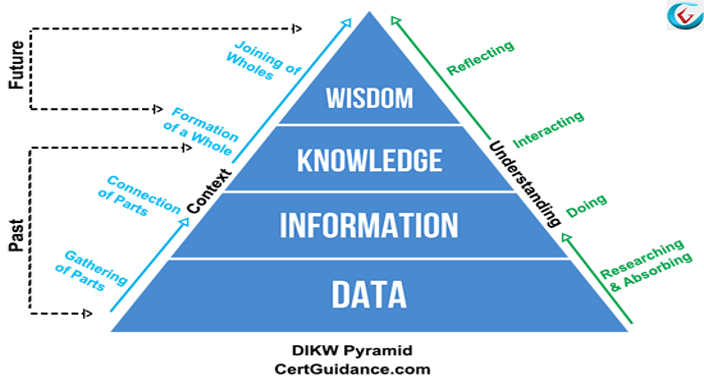 Future
Joining of
Wholes
Reflecting
WISDOM
Formation
of a Whole
Interacting
KNOWLEDGE
Context
Understanding
Past
Connection
of Parts
Doing
INFORMATION
Gathering
of Parts
Researching
& Absorbing
DATA
DIKW Pyramid
CertGuidance.com